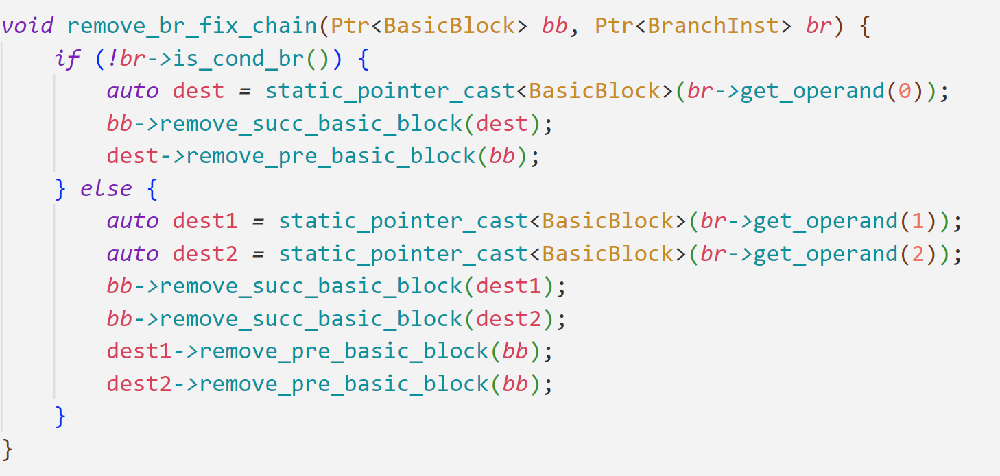 void remove_br_fix_chain(Ptr<BasicBlock> bb, Ptr<BranchInst> br) {
    if (!br->is_cond_br()) {
        auto dest = static_pointer_cast<BasicBlock>(br->get_operand(0));
        bb->remove_succ_basic_block(dest);
        dest->remove_pre_basic_block(bb);
    } else {
        auto dest1 = static_pointer_cast<BasicBlock>(br->get_operand(1));
        auto dest2 = static_pointer_cast<BasicBlock>(br->get_operand(2));
        bb->remove_succ_basic_block(dest1);
        bb->remove_succ_basic_block(dest2);
        dest1->remove_pre_basic_block(bb);
        dest2->remove_pre_basic_block(bb);
    }
}